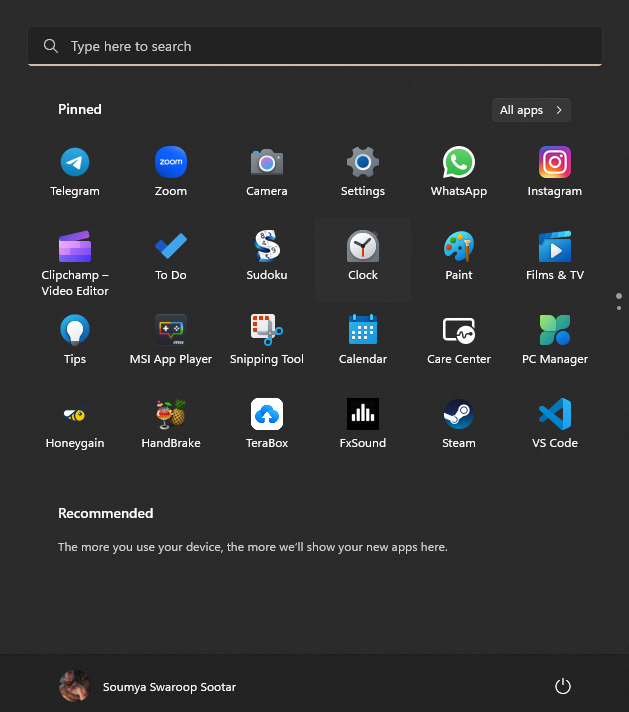 Type here to search
Pinned
All apps
zoom
Telegram
Zoom
Camera
Settings
WhatsApp
Instagram
Clipchamp –
Video Editor
To Do
Sudoku
Clock
Paint
Films & TV
Tips
MSI App Player
Snipping Tool
Calendar
Care Center
PC Manager
Honeygain
HandBrake
TeraBox
FxSound
Steam
VS Code
Recommended
The more you use your device, the more we'll show your new apps here.
Soumya Swaroop Sootar